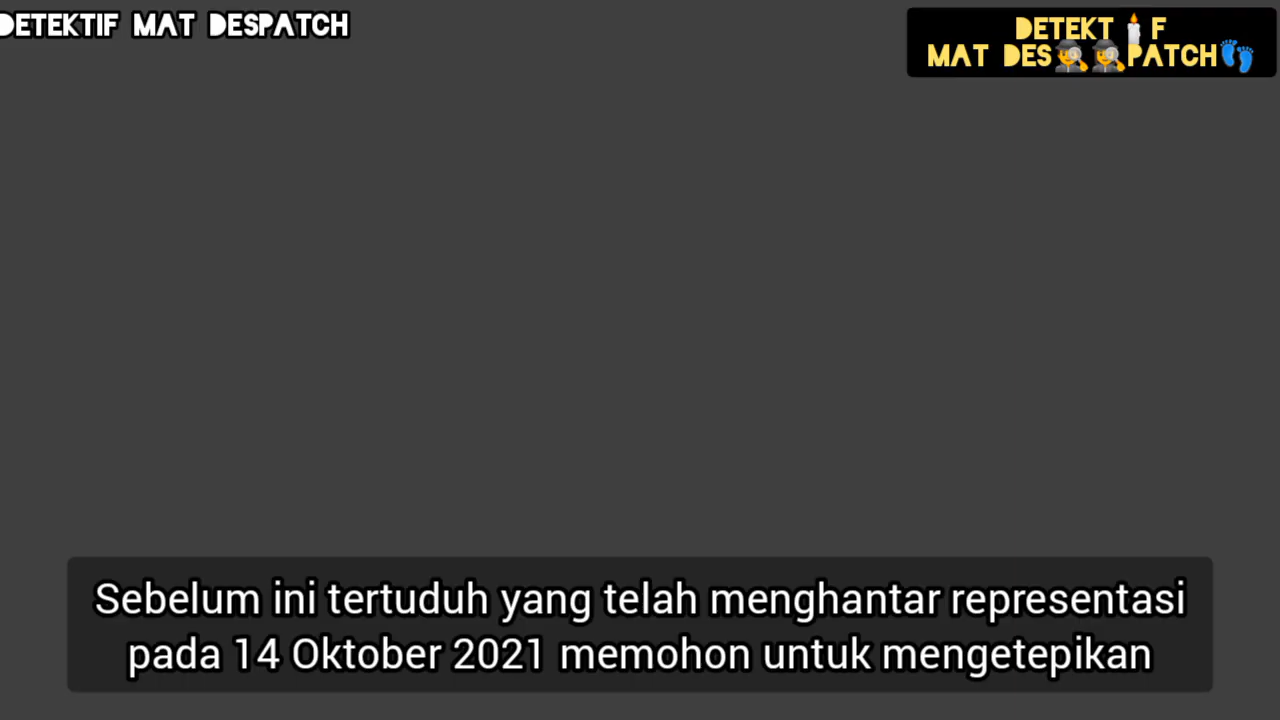 DETEKTIF MAT DESPATCH
DETEKT🕯️F
MAT DES🕵️🕵️PATCH👣
Sebelum ini tertuduh yang telah menghantar representasi
pada 14 Oktober 2021 memohon untuk mengetepikan